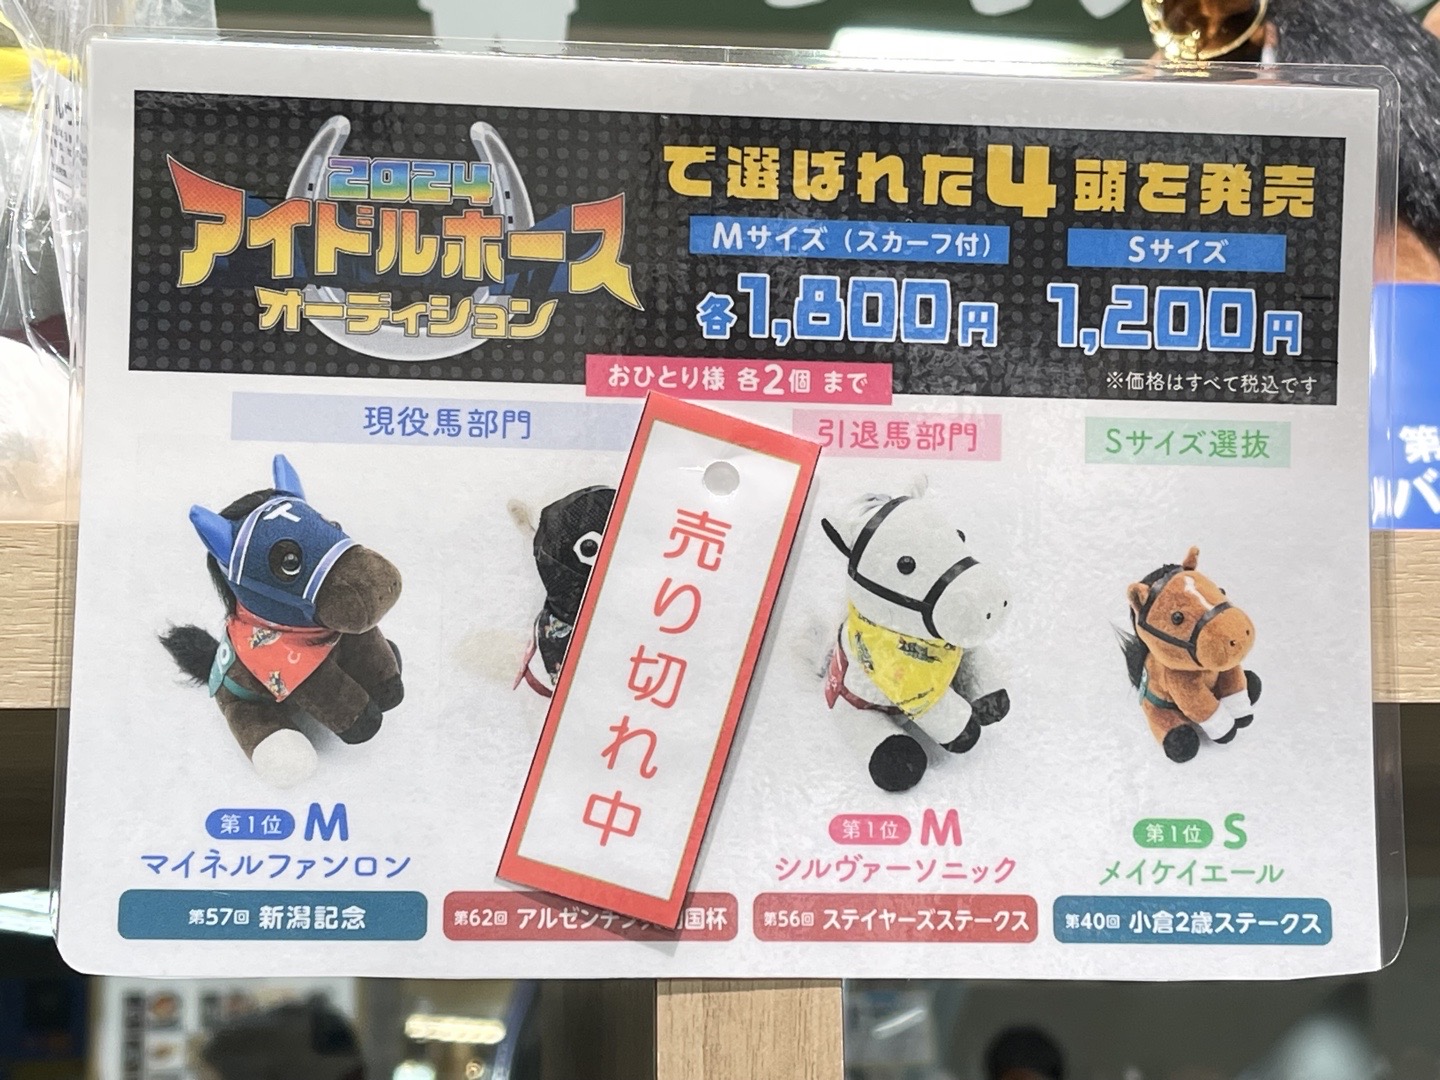 2024
アイドルホース
オーディション
で選ばれた4頭を発売
Mサイズ（スカーフ付）
各1,800円
Sサイズ
1,200円
※価格はすべて税込です
おひとり様 各2個 まで
現役馬部門
引退馬部門
Sサイズ選抜
売り切れ中
第1位 M
マイネルファンロン
第57回 新潟記念
第62回 アルゼンチン
国杯
第1位 M
シルヴァーソニック
第56回 ステイヤーズステークス
第1位 S
メイケイエール
第40回 小倉2歳ステークス
第
バ